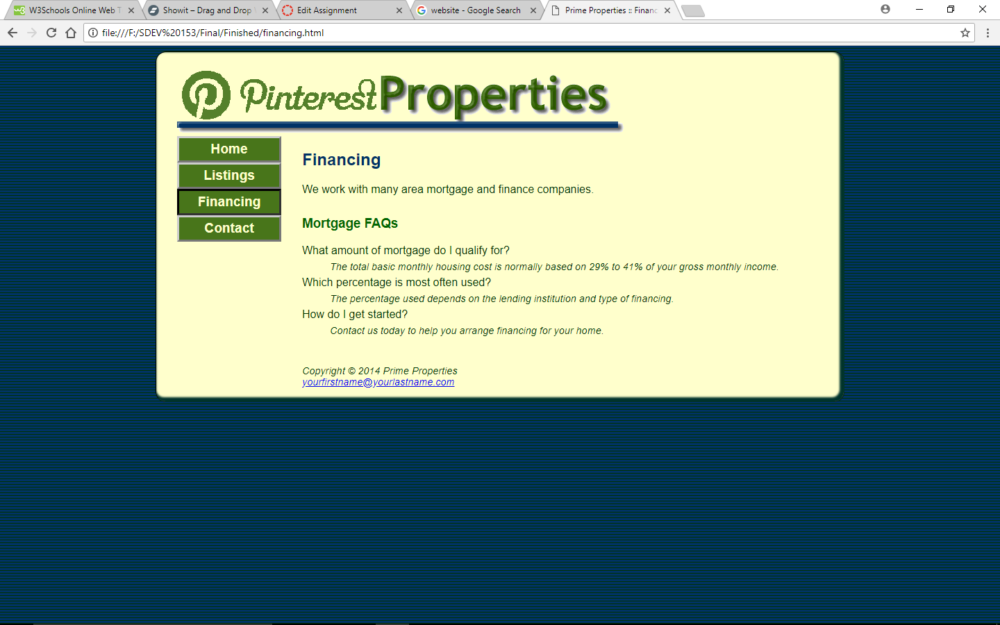 W3Schools Online Web T
Showit – Drag and Drop W
Edit Assignment
website - Google Search
Prime Properties :: Financ
file:///F:/SDEV%20153/Final/Finished/financing.html
Pinterest Properties
Home
Listings
Financing
Contact
Financing
We work with many area mortgage and finance companies.
Mortgage FAQs
What amount of mortgage do I qualify for?
The total basic monthly housing cost is normally based on 29% to 41% of your gross monthly income.
Which percentage is most often used?
The percentage used depends on the lending institution and type of financing.
How do I get started?
Contact us today to help you arrange financing for your home.
Copyright © 2014 Prime Properties
yourfirstname@yourlastname.com